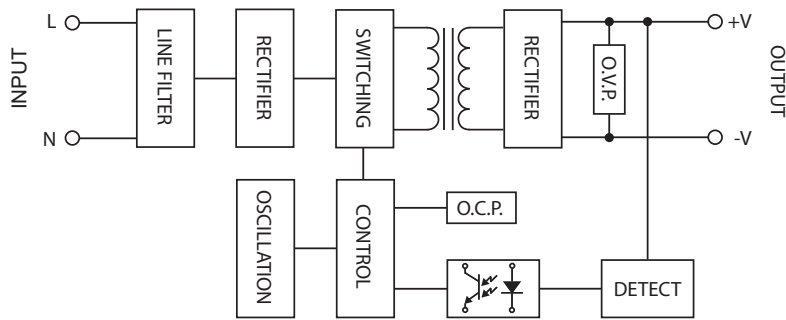 L
+V
LINE FILTER
RECTIFIER
SWITCHING
RECTIFIER
O.V.P.
INPUT
OUTPUT
N
-V
OSCILLATION
CONTROL
O.C.P.
DETECT